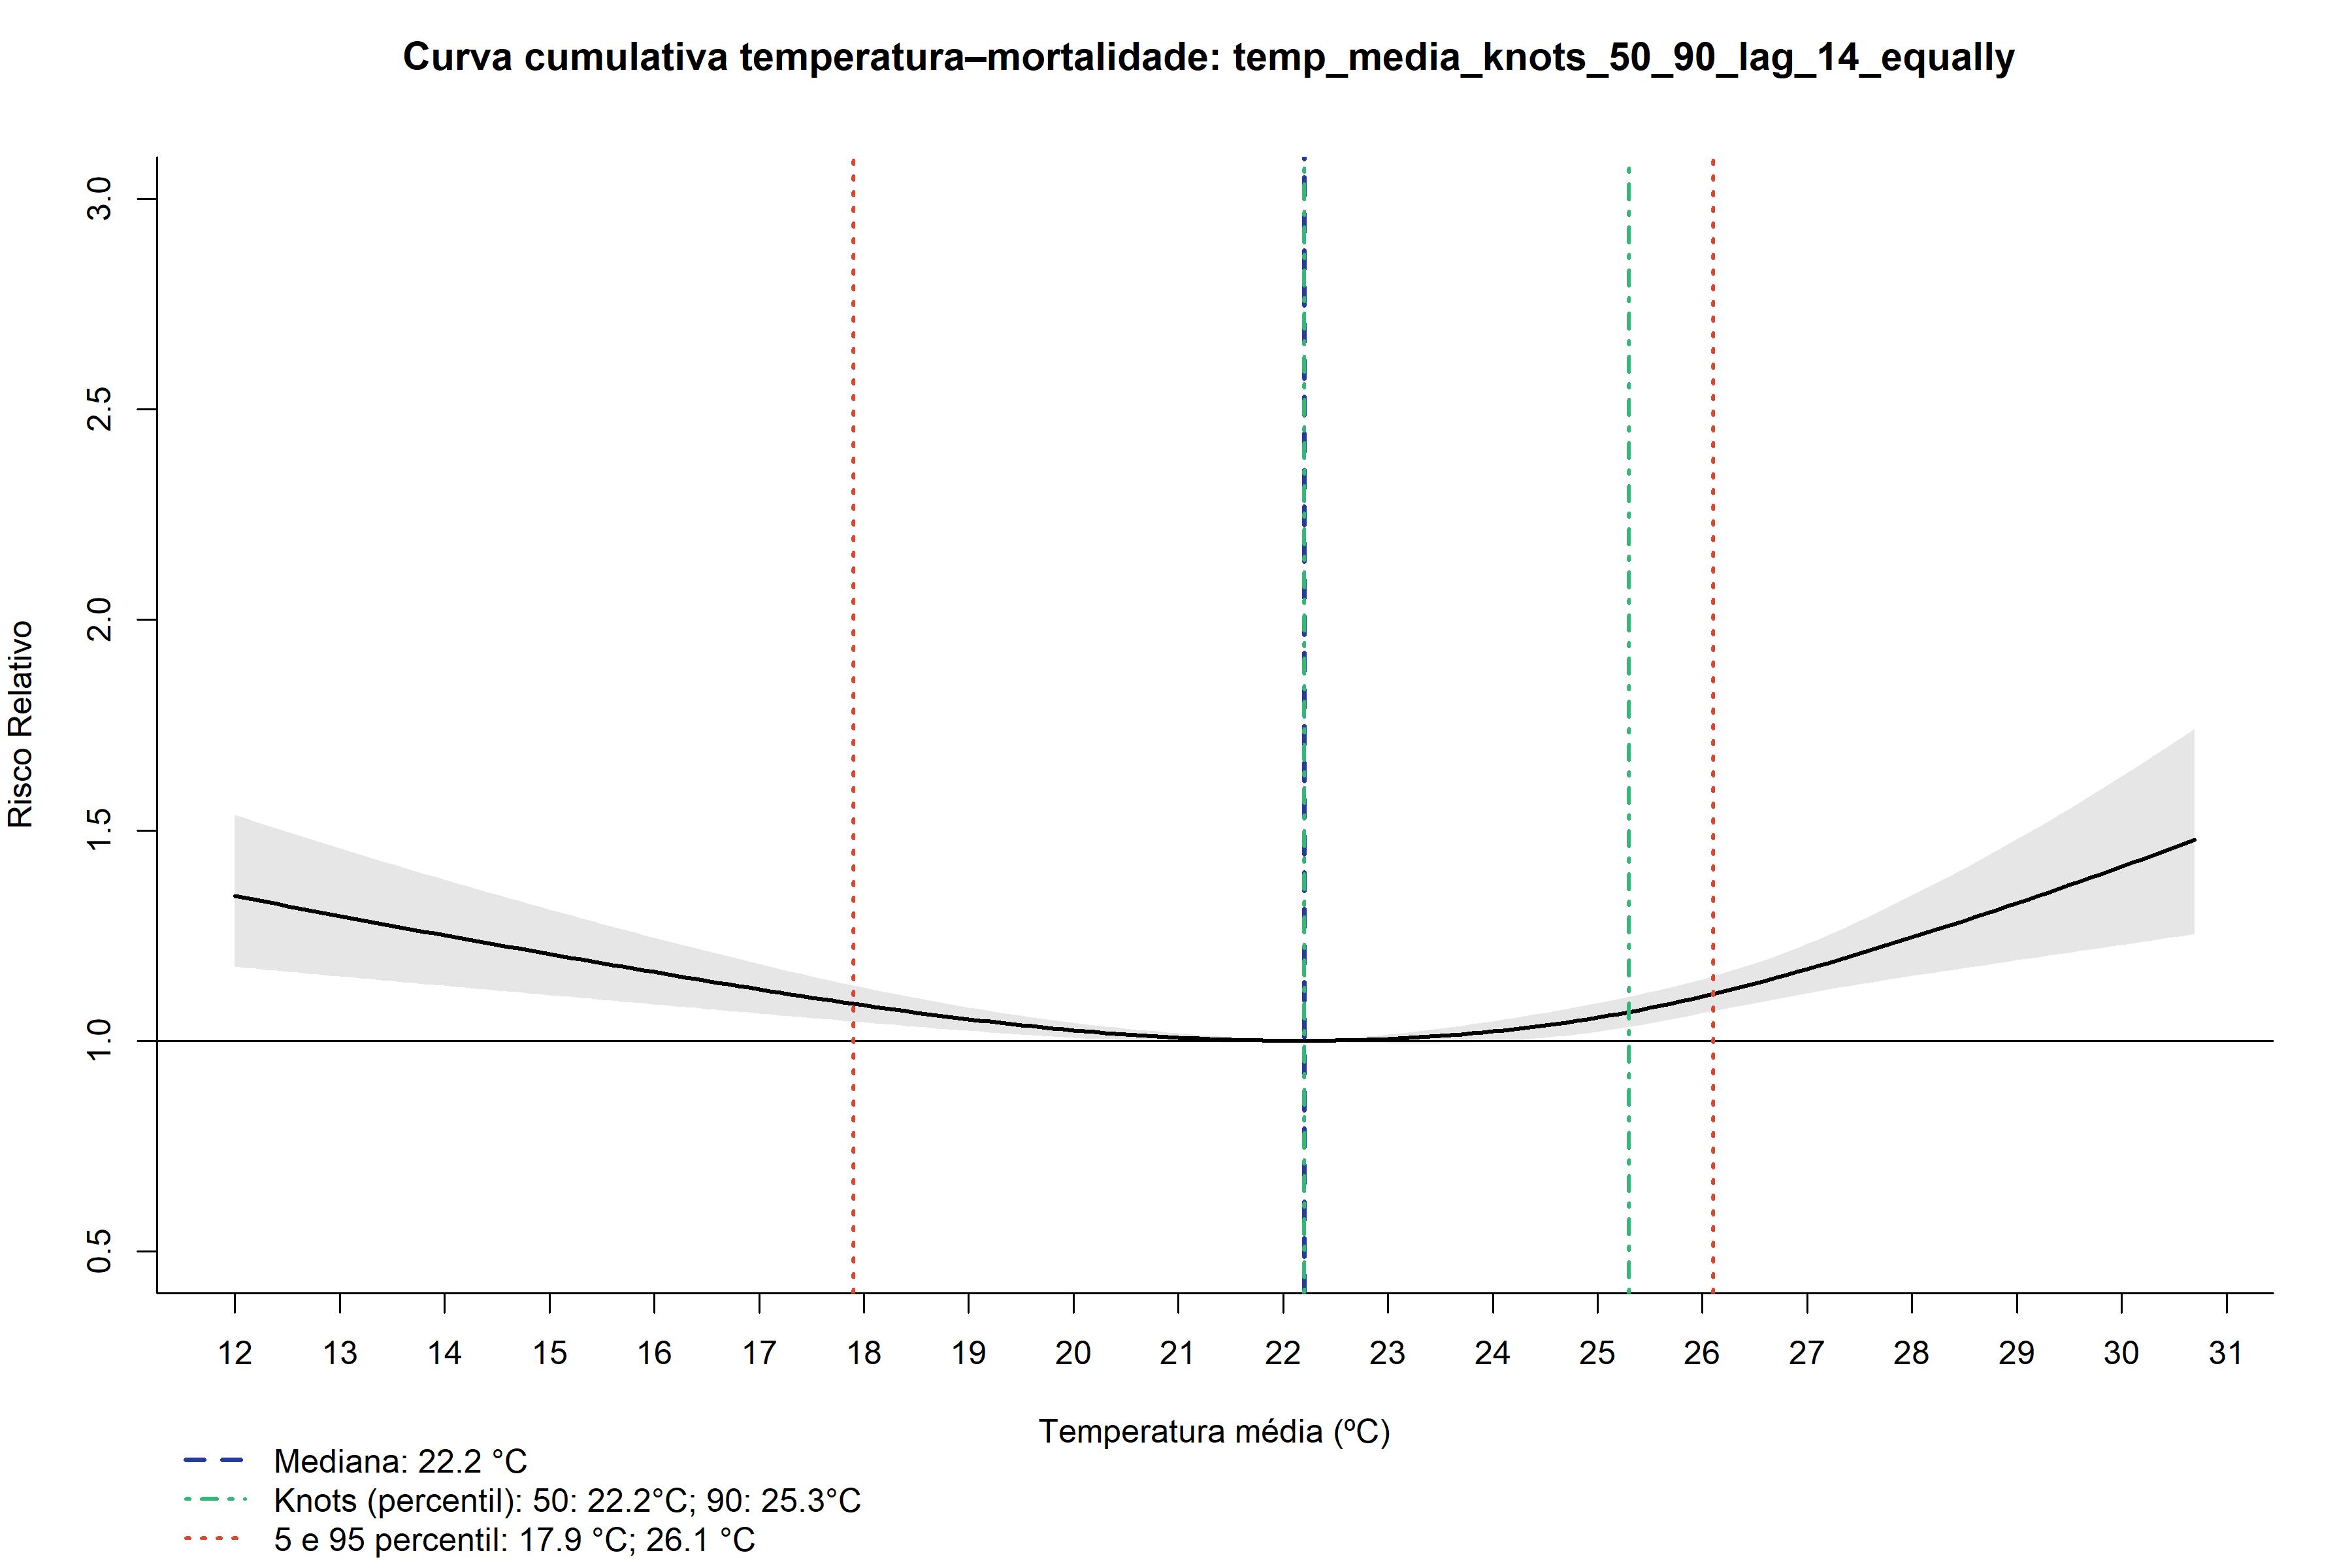 Curva cumulativa temperatura–mortalidade: temp_media_knots_50_90_lag_14_equally
Risco Relativo
3.0
2.5
2.0
1.5
1.0
0.5
12 13 14 15 16 17 18 19 20 21 22 23 24 25 26 27 28 29 30 31
Temperatura média (ºC)
Mediana: 22.2 °C
Knots (percentil): 50: 22.2°C; 90: 25.3°C
5 e 95 percentil: 17.9 °C; 26.1 °C